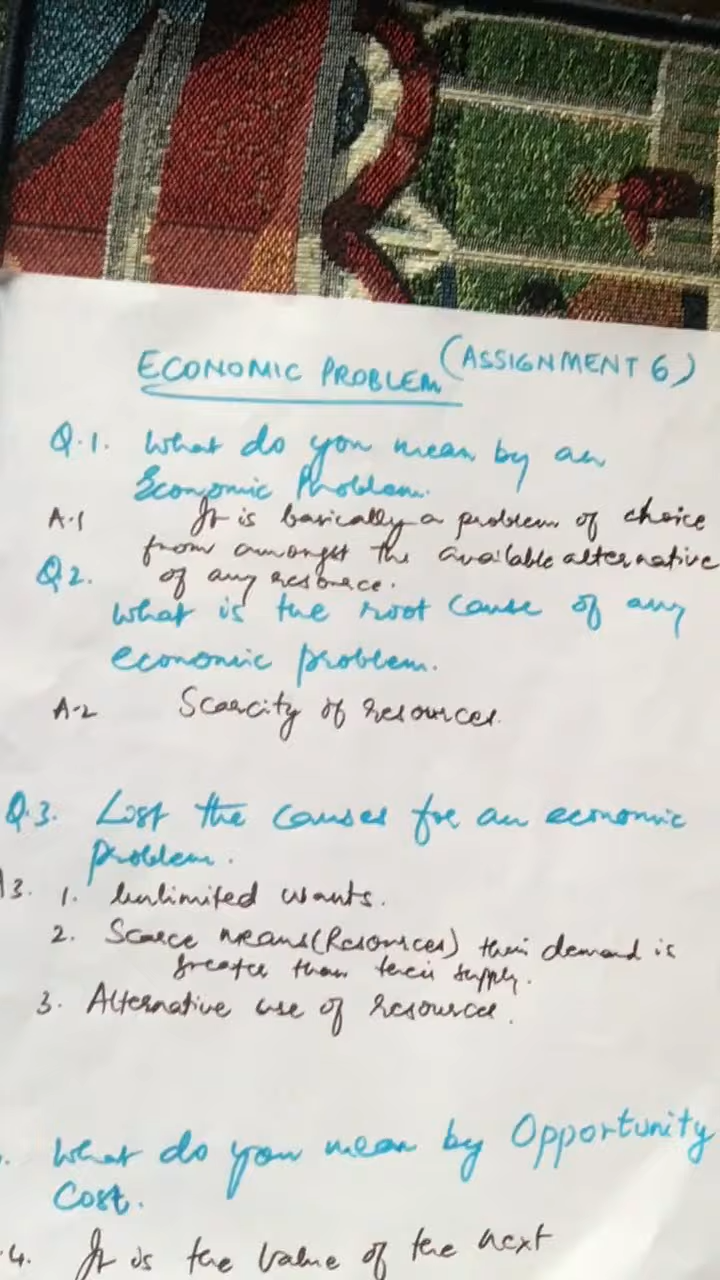 ECONOMIC PROBLEM (ASSIGNMENT 6)
Q.1. What do you mean by an
Economic Problem.
A.1 It is basically a problem of choice
from amongst the available alternative
of any resource.
Q2.
What is the root cause of any
economic problem.
A.2 Scarcity of resources.
Q.3. List the causes for an economic
problem.
A3. 1. Unlimited wants.
2. Scarce means (Resources) their demand is
greater than their supply.
3. Alternative use of resources.
. What do you mean by Opportunity
Cost.
.4. It is the value of the next